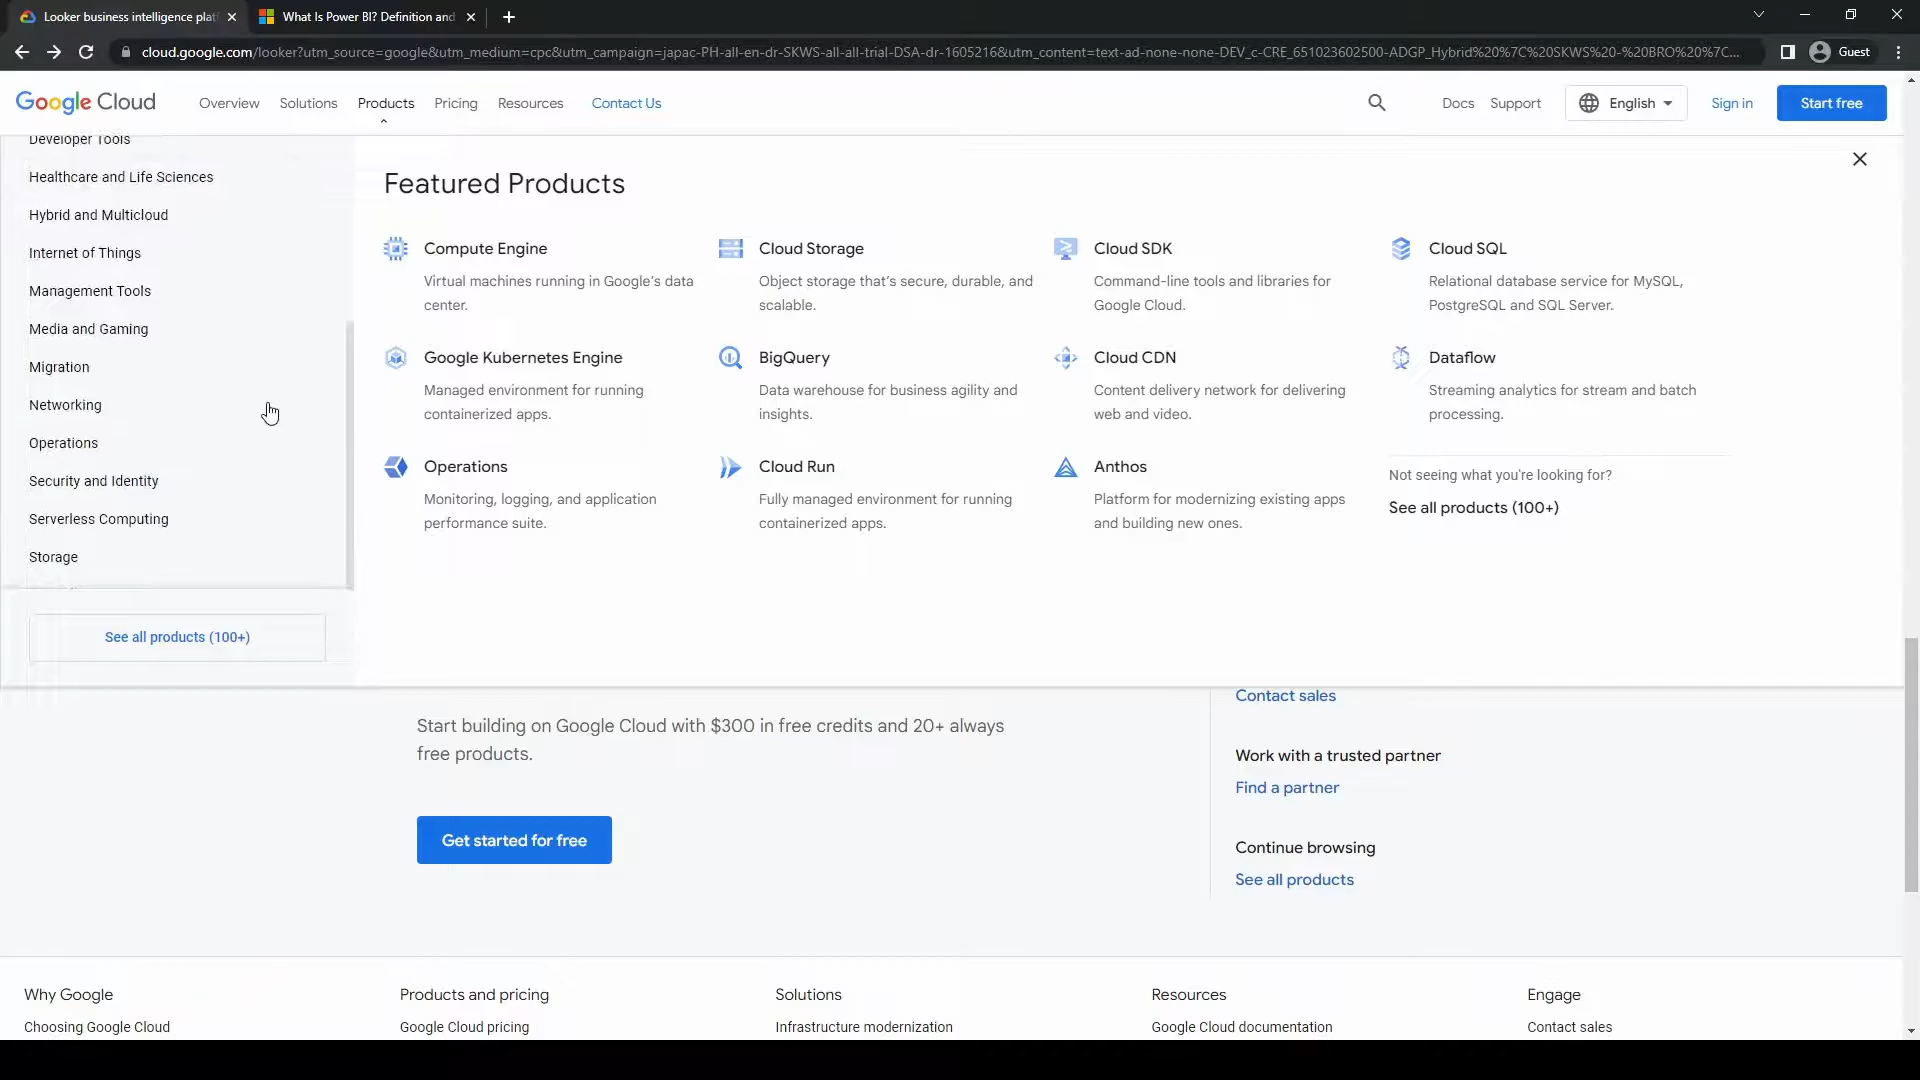 Looker business intelligence plat
What Is Power BI? Definition and
cloud.google.com/looker?utm_source=google&utm_medium=cpc&utm_campaign=japac-PH-all-en-dr-SKWS-all-all-trial-DSA-dr-1605216&utm_content=text-ad-none-none-DEV_c-CRE_651023602500-ADGP_Hybrid%20%7C%20SKWS%20-%20BRO%20%7C...
Guest
Google Cloud
Overview
Solutions
Products
Pricing
Resources
Contact Us
Docs
Support
English
Sign in
Start free
Developer Tools
Healthcare and Life Sciences
Hybrid and Multicloud
Internet of Things
Management Tools
Media and Gaming
Migration
Networking
Operations
Security and Identity
Serverless Computing
Storage
See all products (100+)
Featured Products
Compute Engine
Virtual machines running in Google's data
center.
Cloud Storage
Object storage that's secure, durable, and
scalable.
Cloud SDK
Command-line tools and libraries for
Google Cloud.
Cloud SQL
Relational database service for MySQL,
PostgreSQL and SQL Server.
Google Kubernetes Engine
Managed environment for running
containerized apps.
BigQuery
Data warehouse for business agility and
insights.
Cloud CDN
Content delivery network for delivering
web and video.
Dataflow
Streaming analytics for stream and batch
processing.
Operations
Monitoring, logging, and application
performance suite.
Cloud Run
Fully managed environment for running
containerized apps.
Anthos
Platform for modernizing existing apps
and building new ones.
Not seeing what you're looking for?
See all products (100+)
Start building on Google Cloud with $300 in free credits and 20+ always
free products.
Get started for free
Contact sales
Work with a trusted partner
Find a partner
Continue browsing
See all products
Why Google
Choosing Google Cloud
Products and pricing
Google Cloud pricing
Solutions
Infrastructure modernization
Resources
Google Cloud documentation
Engage
Contact sales